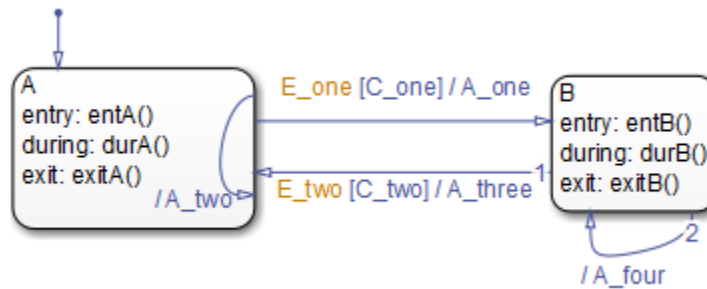 A
entry: entA()
during: durA()
exit: exitA()
/ A_two
E_one [C_one] / A_one
1
E_two [C_two] / A_three
B
entry: entB()
during: durB()
exit: exitB()
2
/ A_four